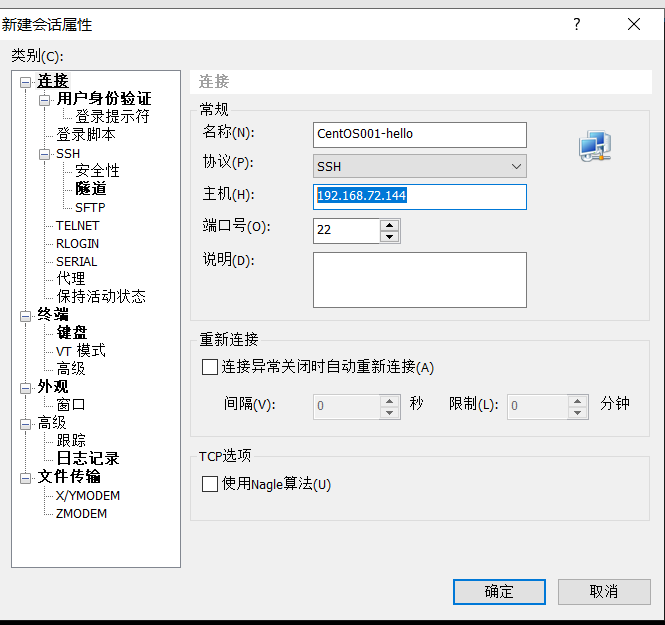 新建会话属性
?
类别(C):
连接
用户身份验证
登录提示符
登录脚本
SSH
安全性
隧道
SFTP
TELNET
RLOGIN
SERIAL
代理
保持活动状态
终端
键盘
VT 模式
高级
外观
窗口
高级
跟踪
日志记录
文件传输
X/YMODEM
ZMODEM
连接
常规
名称(N): CentOS001-hello
协议(P): SSH
主机(H): 192.168.72.144
端口号(O): 22
说明(D):
重新连接
连接异常关闭时自动重新连接(A)
间隔(V): 0 秒 限制(L): 0 分钟
TCP选项
使用Nagle算法(U)
确定 取消